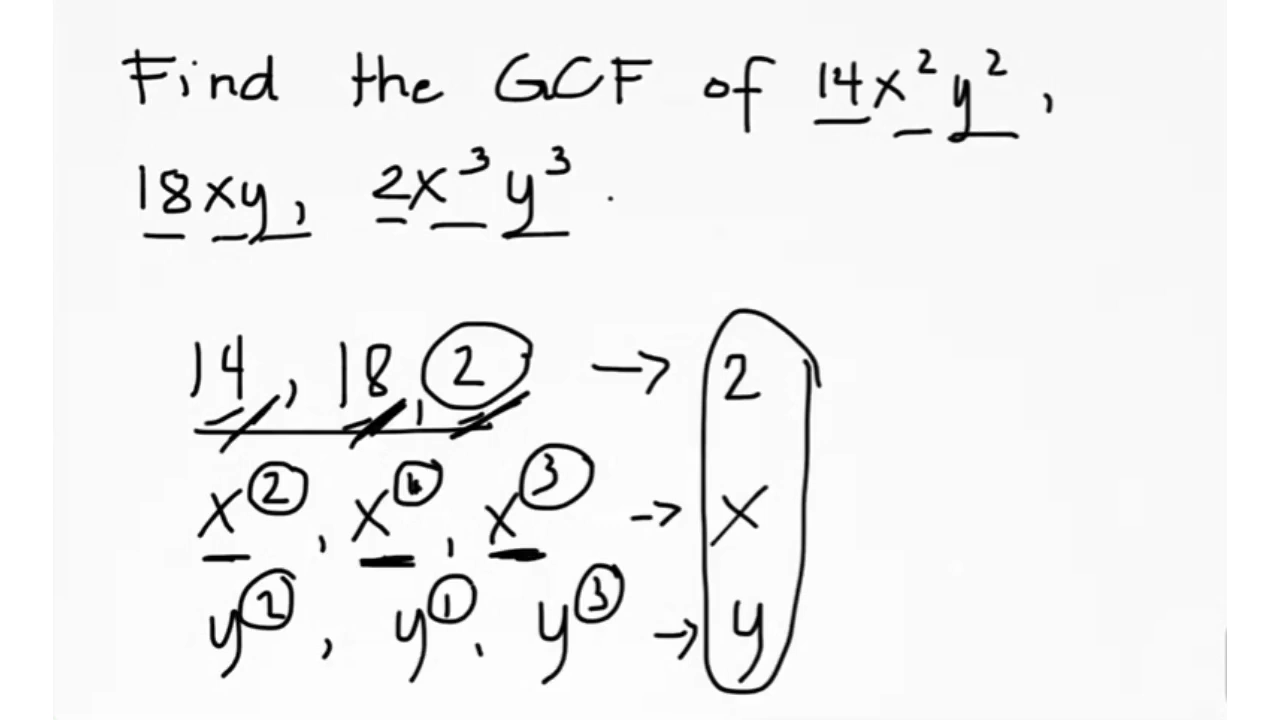 Find the GCF of 14x²y²,
18xy, 2x³y³.
14, 18, 2 → 2
x², x¹, x³ → x
y², y¹, y³ → y